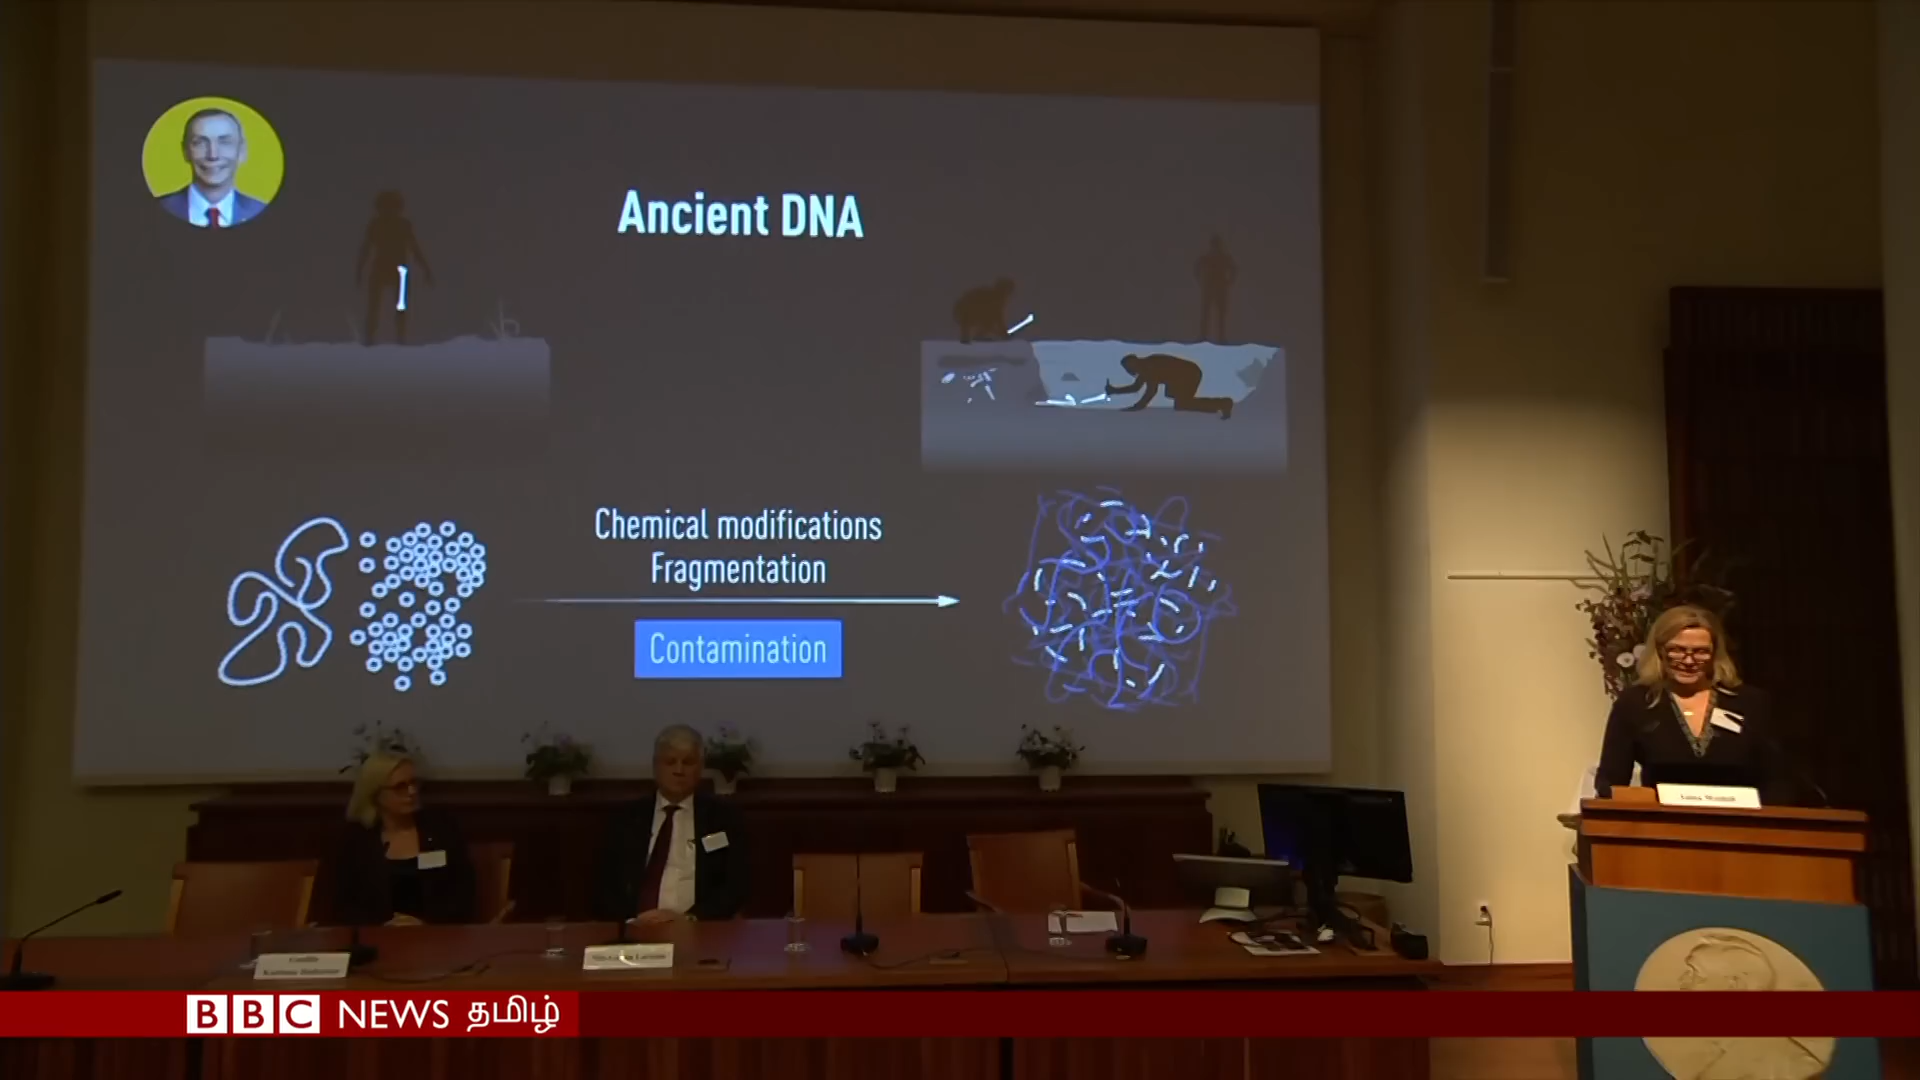 Ancient DNA
Chemical modifications
Fragmentation
Contamination
BBC NEWS தமிழ்